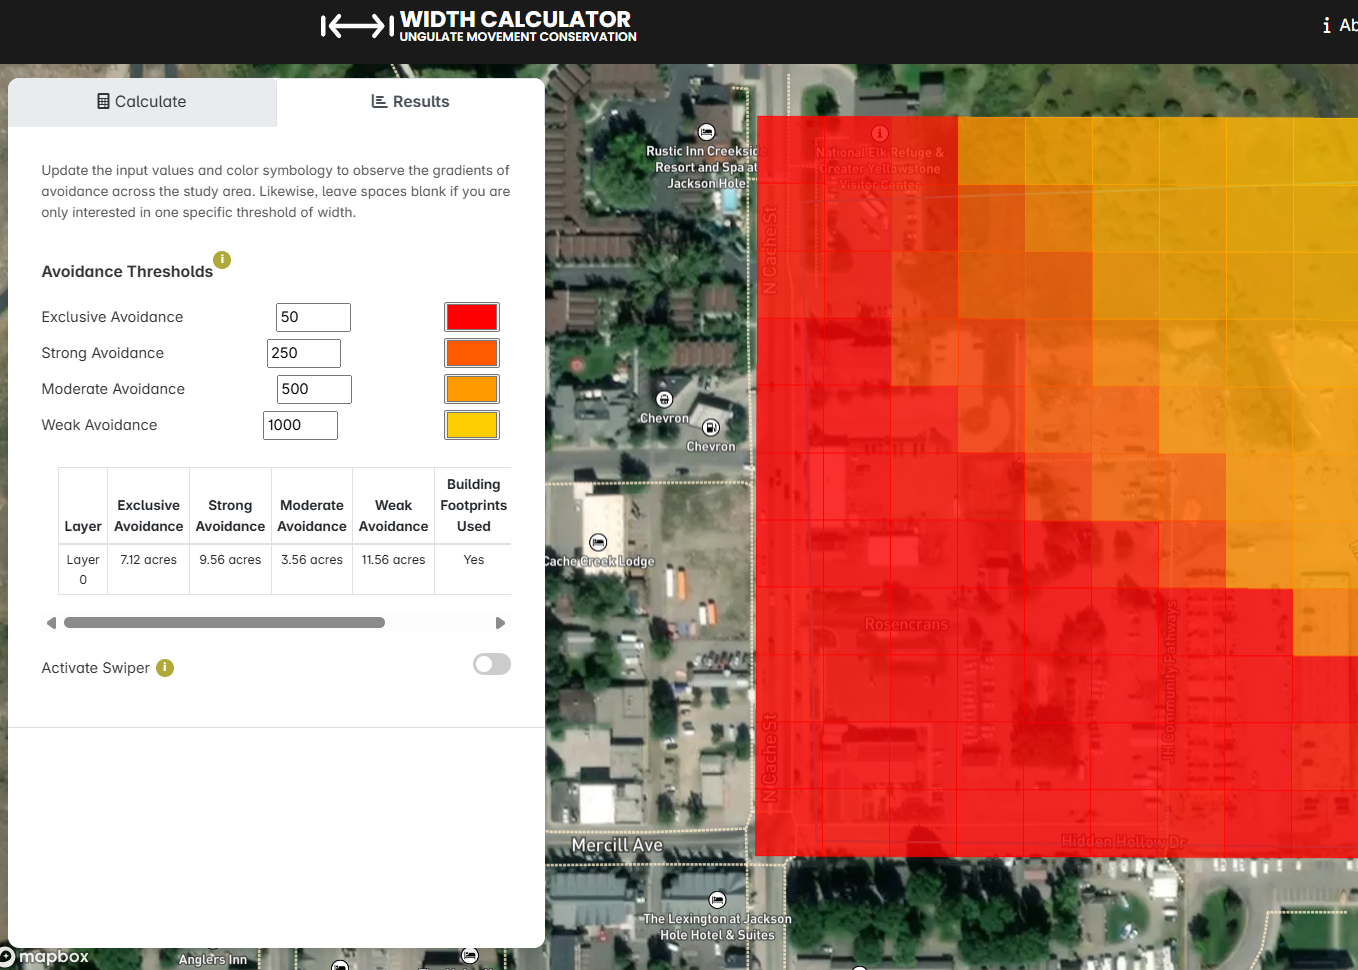 WIDTH CALCULATOR
UNGULATE MOVEMENT CONSERVATION
Ab
Calculate
Results
Update the input values and color symbology to observe the gradients of
avoidance across the study area. Likewise, leave spaces blank if you are
only interested in one specific threshold of width.
Avoidance Thresholds
Exclusive Avoidance 50
Strong Avoidance 250
Moderate Avoidance 500
Weak Avoidance 1000
Layer Exclusive Avoidance Strong Avoidance Moderate Avoidance Weak Avoidance Building Footprints Used
Layer 0 7.12 acres 9.56 acres 3.56 acres 11.56 acres Yes
Activate Swiper
Rustic Inn Creekside
Resort and Spa at
Jackson Hole
National Elk Refuge &
Greater Yellowstone
Visitor Center
N Cache St
Chevron
Chevron
Cache Creek Lodge
Rosencrans
JH Community Pathways
N Cache St
Mercill Ave
Hidden Hollow Dr
The Lexington at Jackson
Hole Hotel & Suites
Anglers Inn
mapbox